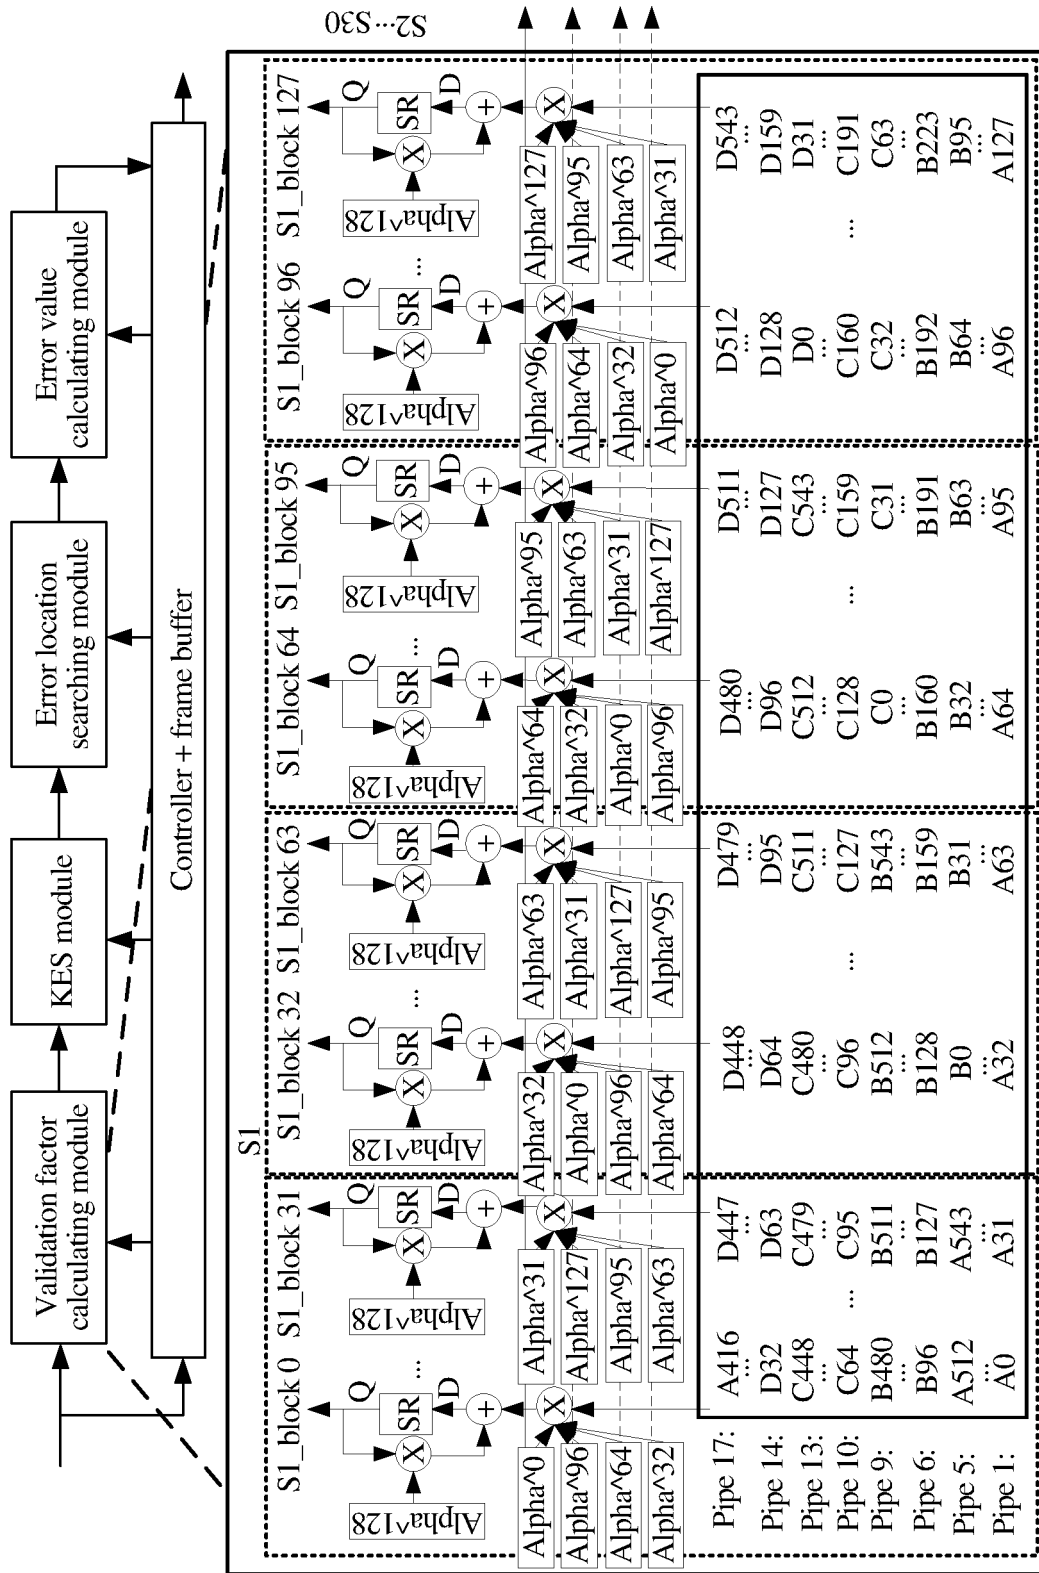 Validation factor
calculating module
KES module
Error location
searching module
Error value
calculating module
Controller + frame buffer
S1
S2···S30
S1_block 0
S1_block 31
S1_block 32
S1_block 63
S1_block 64
S1_block 95
S1_block 96
S1_block 127
Q
Q
Q
Q
Q
Q
Q
Q
SR
...
SR
SR
...
SR
SR
...
SR
SR
...
SR
X
X
X
X
X
X
X
X
D
D
D
D
D
D
D
D
+
+
+
+
+
+
+
+
Alpha^128
Alpha^128
Alpha^128
Alpha^128
Alpha^128
Alpha^128
Alpha^128
Alpha^128
X
X
X
X
X
X
X
X
Alpha^0
Alpha^96
Alpha^64
Alpha^32
Alpha^31
Alpha^127
Alpha^95
Alpha^63
Alpha^32
Alpha^0
Alpha^96
Alpha^64
Alpha^63
Alpha^31
Alpha^127
Alpha^95
Alpha^64
Alpha^32
Alpha^0
Alpha^96
Alpha^95
Alpha^63
Alpha^31
Alpha^127
Alpha^96
Alpha^64
Alpha^32
Alpha^0
Alpha^127
Alpha^95
Alpha^63
Alpha^31
Pipe 17: A416 D447 D448 D479 D480 D511 D512 D543
... ... ... ... ... ... ... ...
Pipe 14: D32 D63 D64 D95 D96 D127 D128 D159
Pipe 13: C448 C479 C480 C511 C512 C543 D0 D31
... ... ... ... ... ... ... ...
Pipe 10: C64 ... C95 C96 ... C127 C128 ... C159 C160 ... C191
Pipe 9: B480 B511 B512 B543 C0 C31 C32 C63
... ... ... ... ... ... ... ...
Pipe 6: B96 B127 B128 B159 B160 B191 B192 B223
Pipe 5: A512 A543 B0 B31 B32 B63 B64 B95
... ... ... ... ... ... ... ...
Pipe 1: A0 A31 A32 A63 A64 A95 A96 A127